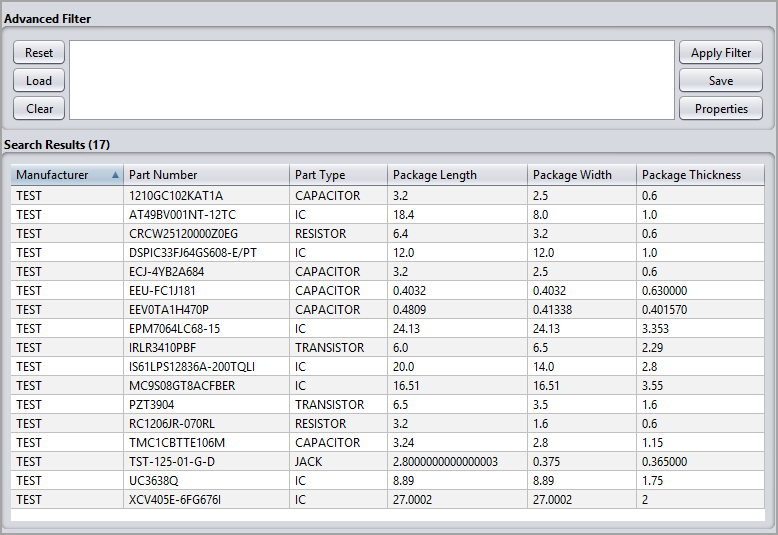 Advanced Filter
Reset Apply Filter
Load Save
Clear Properties
Search Results (17)
Manufacturer Part Number Part Type Package Length Package Width Package Thickness
TEST 1210GC102KAT1A CAPACITOR 3.2 2.5 0.6
TEST AT49BV001NT-12TC IC 18.4 8.0 1.0
TEST CRCW25120000Z0EG RESISTOR 6.4 3.2 0.6
TEST DSPIC33FJ64GS608-E/PT IC 12.0 12.0 1.0
TEST ECJ-4YB2A684 CAPACITOR 3.2 2.5 0.6
TEST EEU-FC1J181 CAPACITOR 0.4032 0.4032 0.630000
TEST EEV0TA1H470P CAPACITOR 0.4809 0.41338 0.401570
TEST EPM7064LC68-15 IC 24.13 24.13 3.353
TEST IRLR3410PBF TRANSISTOR 6.0 6.5 2.29
TEST IS61LPS12836A-200TQLI IC 20.0 14.0 2.8
TEST MC9S08GT8ACFBER IC 16.51 16.51 3.55
TEST PZT3904 TRANSISTOR 6.5 3.5 1.6
TEST RC1206JR-070RL RESISTOR 3.2 1.6 0.6
TEST TMC1CBTTE106M CAPACITOR 3.24 2.8 1.15
TEST TST-125-01-G-D JACK 2.8000000000000003 0.375 0.365000
TEST UC3638Q IC 8.89 8.89 1.75
TEST XCV405E-6FG676I IC 27.0002 27.0002 2